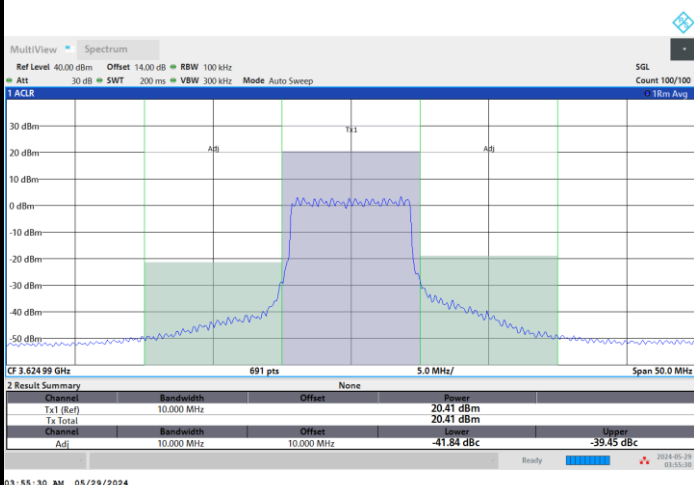 MultiView Spectrum
Ref Level 40.00 dBm Offset 14.00 dB RBW 100 kHz SGL
Att 30 dB SWT 200 ms VBW 300 kHz Mode Auto Sweep Count 100/100
1 ACLR 1Rm Avg
30 dBm
Tx1
20 dBm Adj Adj
10 dBm
0 dBm
-10 dBm
-20 dBm
-30 dBm
-40 dBm
-50 dBm
CF 3.624 99 GHz 691 pts 5.0 MHz/ Span 50.0 MHz
2 Result Summary None
Channel Bandwidth Offset Power
Tx1 (Ref) 10.000 MHz 20.41 dBm
Tx Total 20.41 dBm
Channel Bandwidth Offset Lower Upper
Adj 10.000 MHz 10.000 MHz -41.84 dBc -39.45 dBc
Ready 2024-05-29
03:55:30
03:55:30 AM 05/29/2024